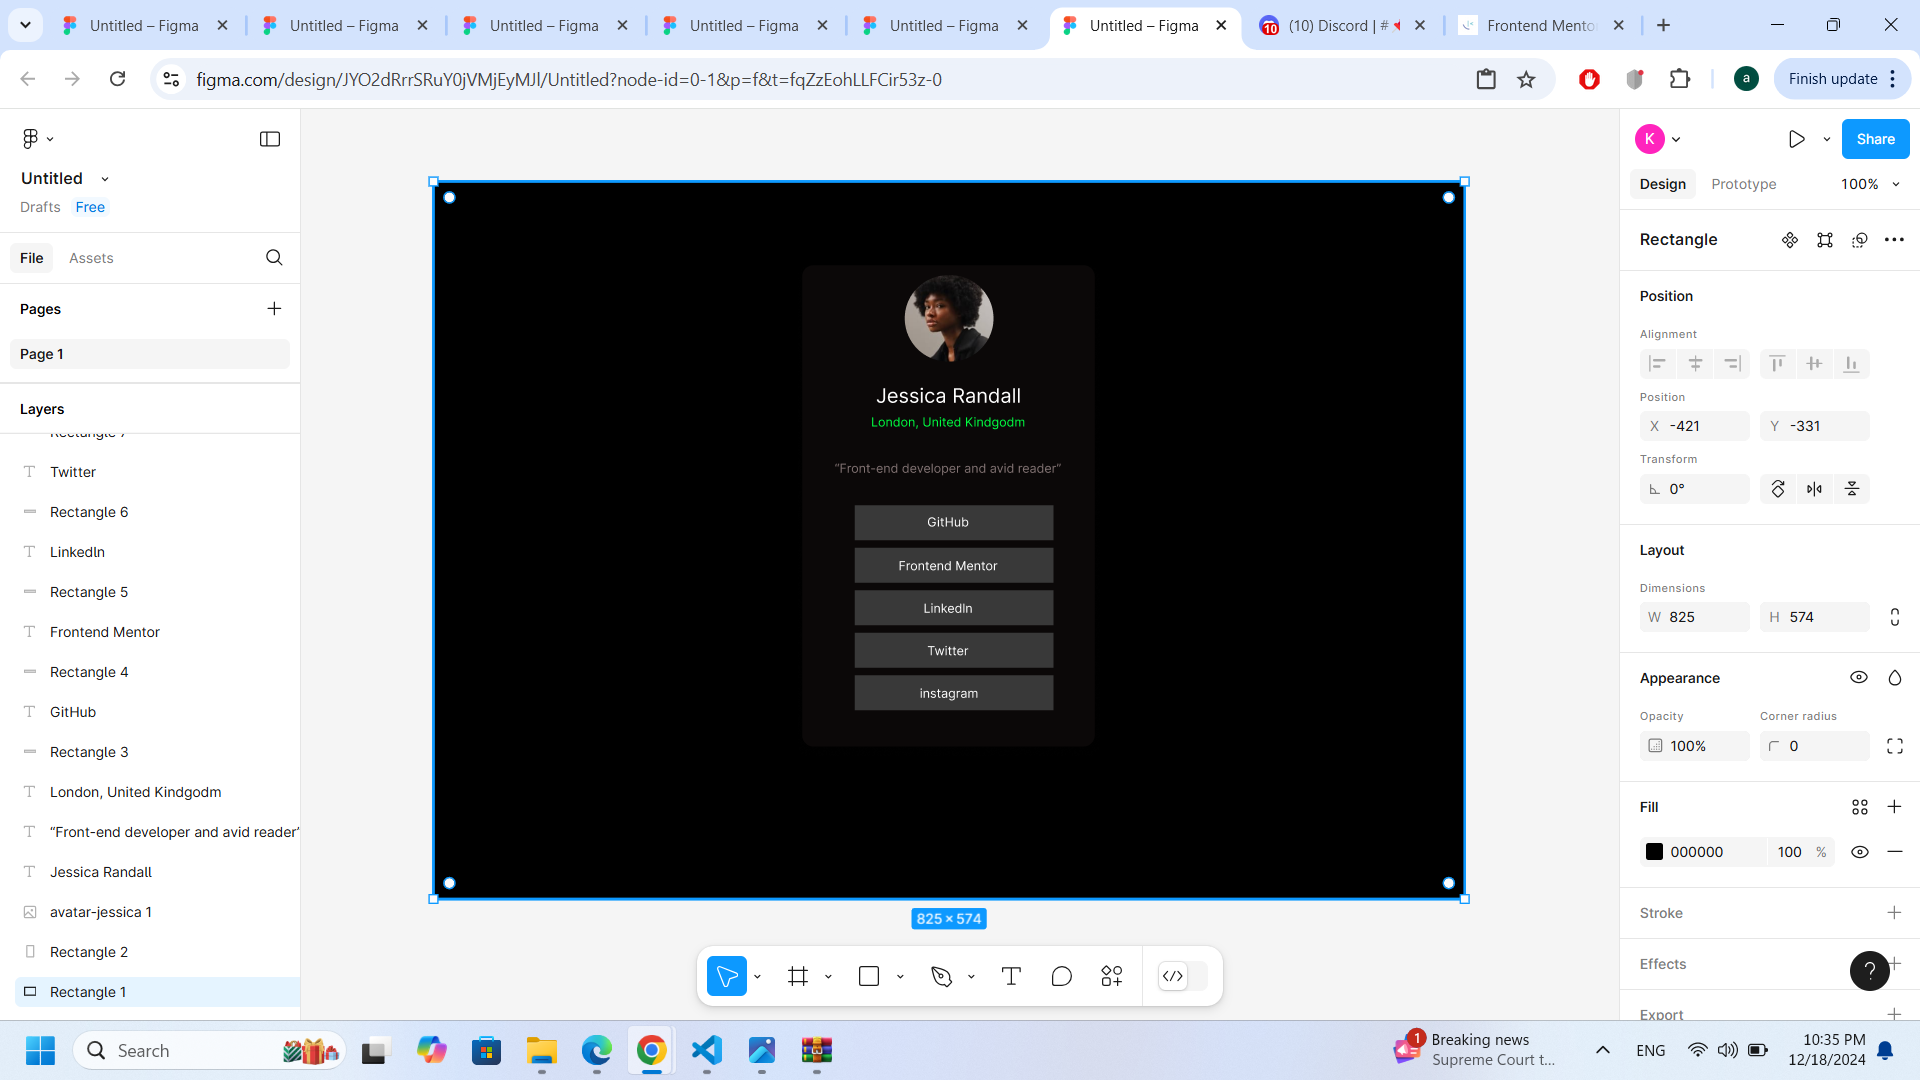 Untitled – Figma
Untitled – Figma
Untitled – Figma
Untitled – Figma
Untitled – Figma
Untitled – Figma
10
(10) Discord | #
Frontend Mento
figma.com/design/JYO2dRrrSRuY0jVMjEyMJl/Untitled?node-id=0-1&p=f&t=fqZzEohLLFCir53z-0
a
Finish update
Untitled
Drafts
Free
File
Assets
Pages
Page 1
Layers
Rectangle 7
Twitter
Rectangle 6
LinkedIn
Rectangle 5
Frontend Mentor
Rectangle 4
GitHub
Rectangle 3
London, United Kindgodm
“Front-end developer and avid reader”
Jessica Randall
avatar-jessica 1
Rectangle 2
Rectangle 1
Jessica Randall
London, United Kindgodm
“Front-end developer and avid reader”
GitHub
Frontend Mentor
LinkedIn
Twitter
instagram
825 × 574
K
Share
Design
Prototype
100%
Rectangle
Position
Alignment
Position
X -421
Y -331
Transform
0°
Layout
Dimensions
W 825
H 574
Appearance
Opacity
Corner radius
100%
0
Fill
000000
100 %
Stroke
Effects
?
Export
Search
1
Breaking news
Supreme Court t...
ENG
10:35 PM
12/18/2024